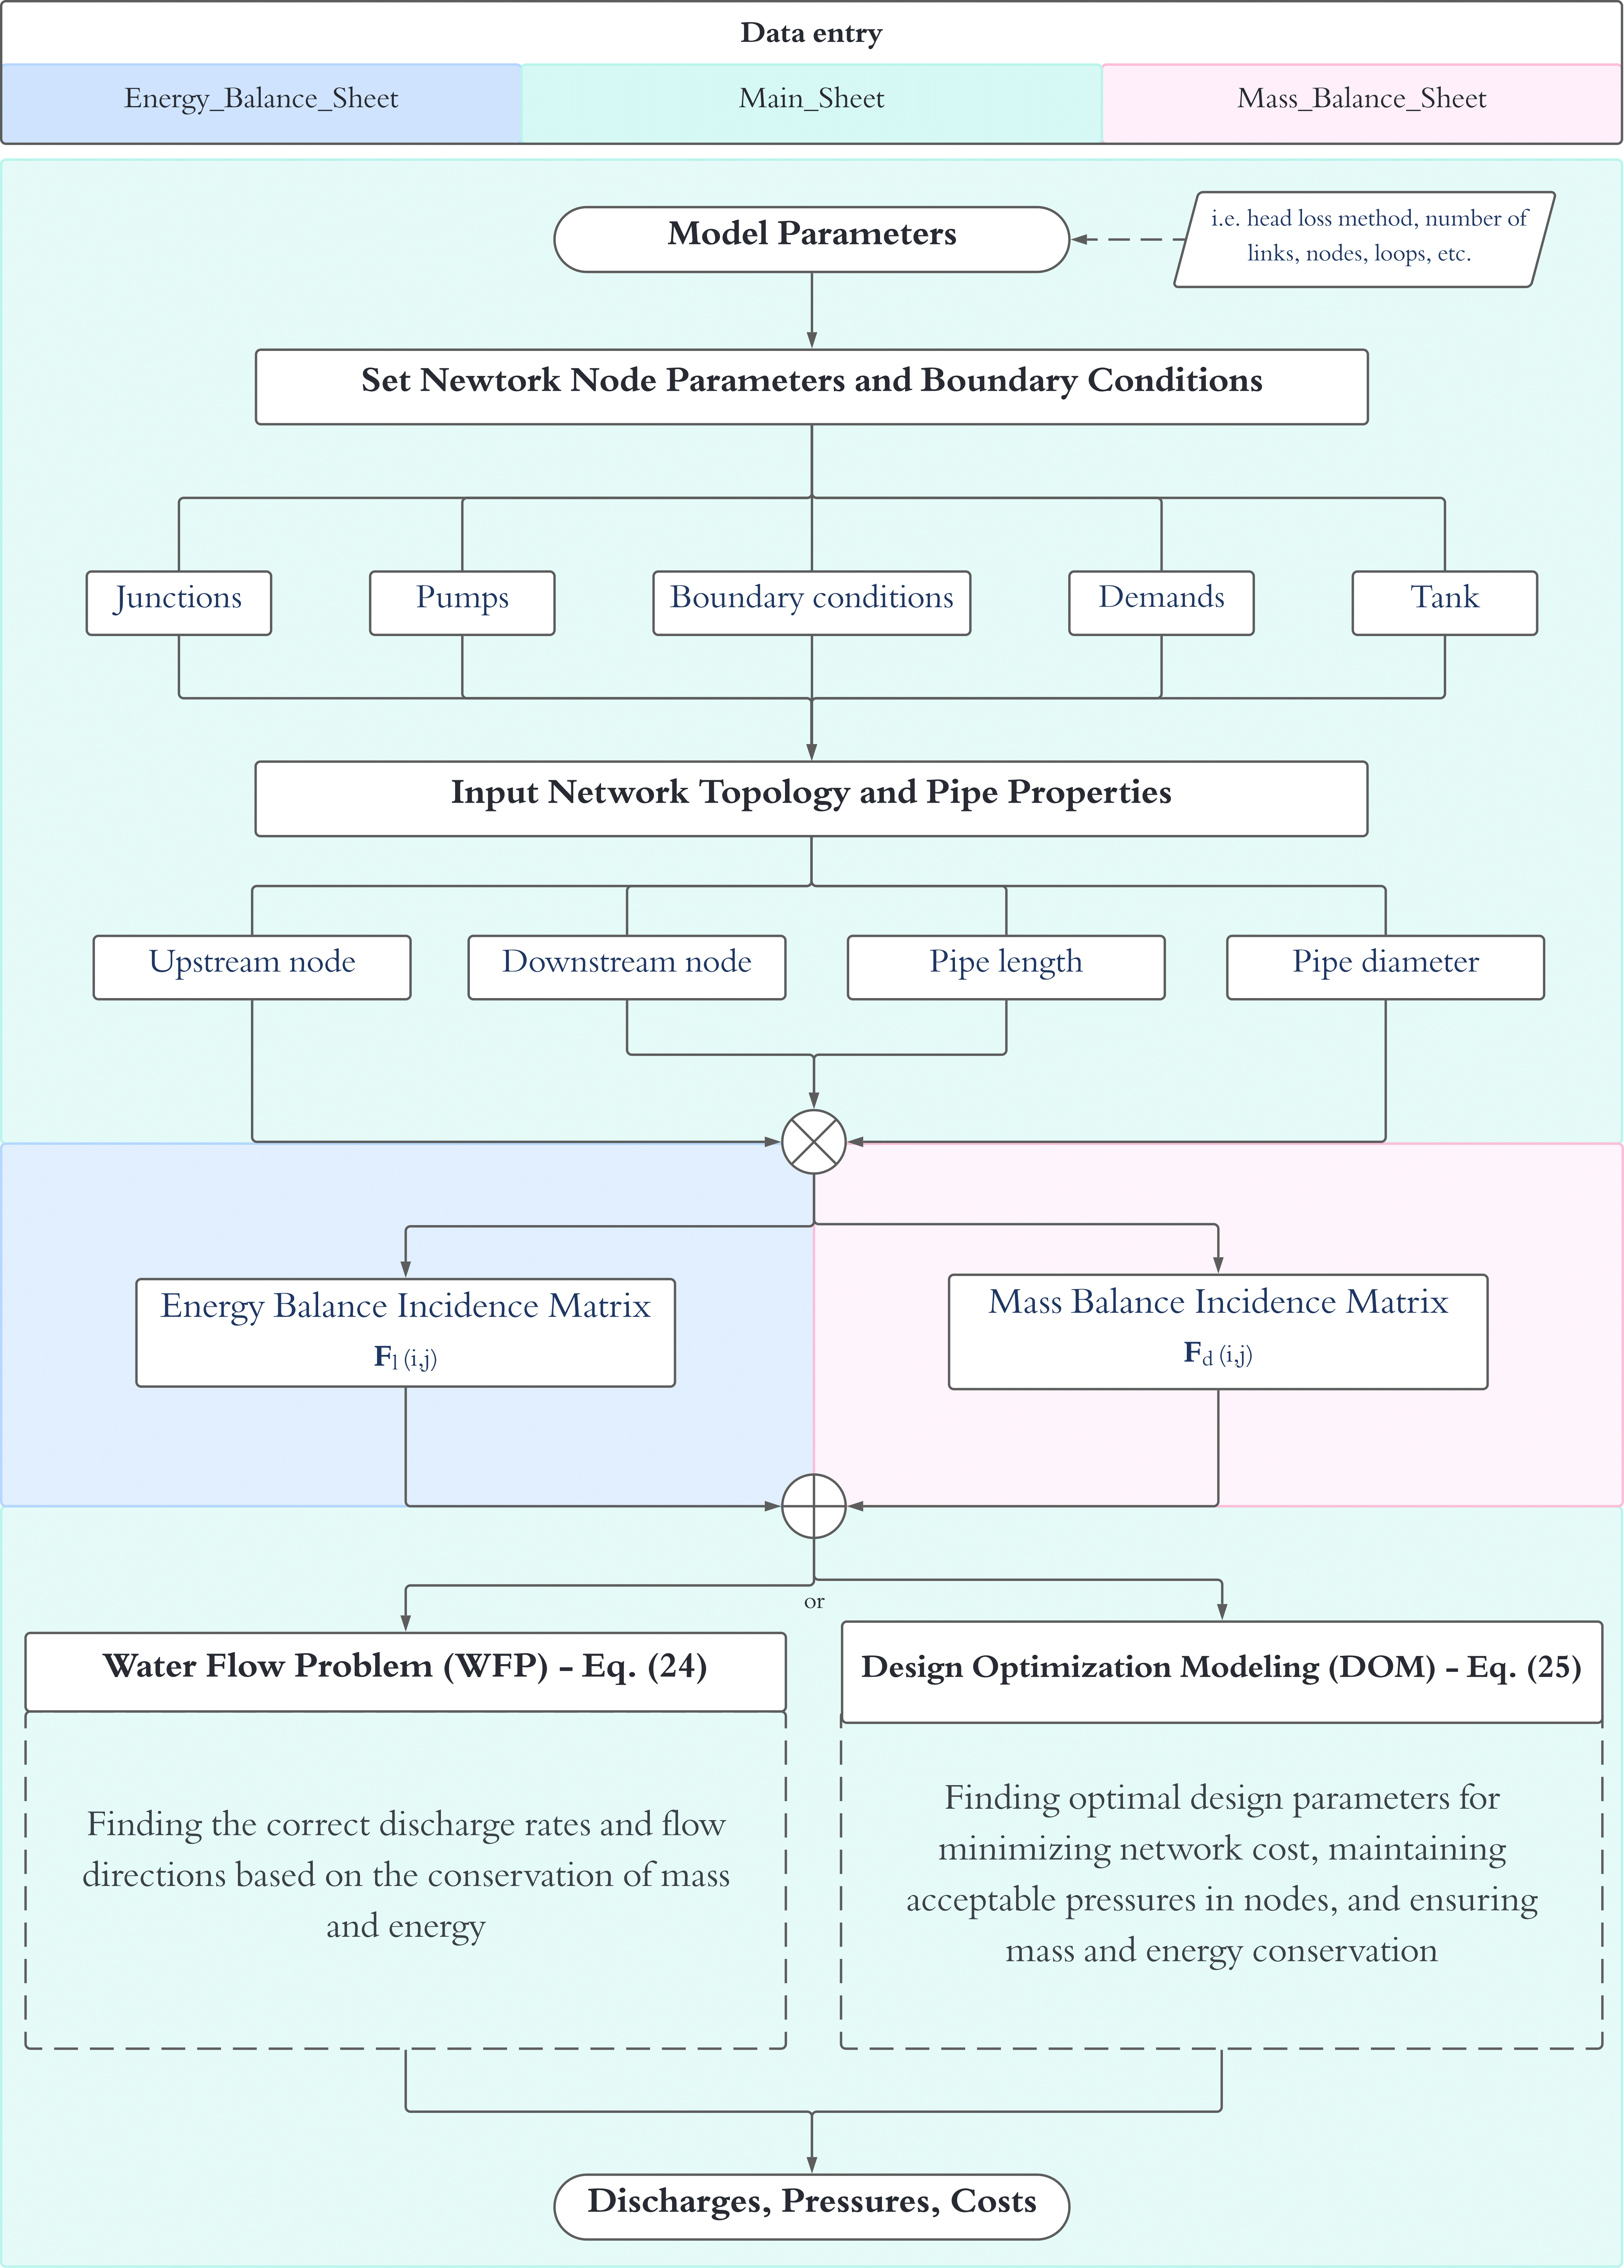 Data entry
Energy_Balance_Sheet
Main_Sheet
Mass_Balance_Sheet
Model Parameters
i.e. head loss method, number of
links, nodes, loops, etc.
Set Newtork Node Parameters and Boundary Conditions
Junctions
Pumps
Boundary conditions
Demands
Tank
Input Network Topology and Pipe Properties
Upstream node
Downstream node
Pipe length
Pipe diameter
Energy Balance Incidence Matrix
Fl (i,j)
Mass Balance Incidence Matrix
Fd (i,j)
or
Water Flow Problem (WFP) - Eq. (24)
Finding the correct discharge rates and flow
directions based on the conservation of mass
and energy
Design Optimization Modeling (DOM) - Eq. (25)
Finding optimal design parameters for
minimizing network cost, maintaining
acceptable pressures in nodes, and ensuring
mass and energy conservation
Discharges, Pressures, Costs